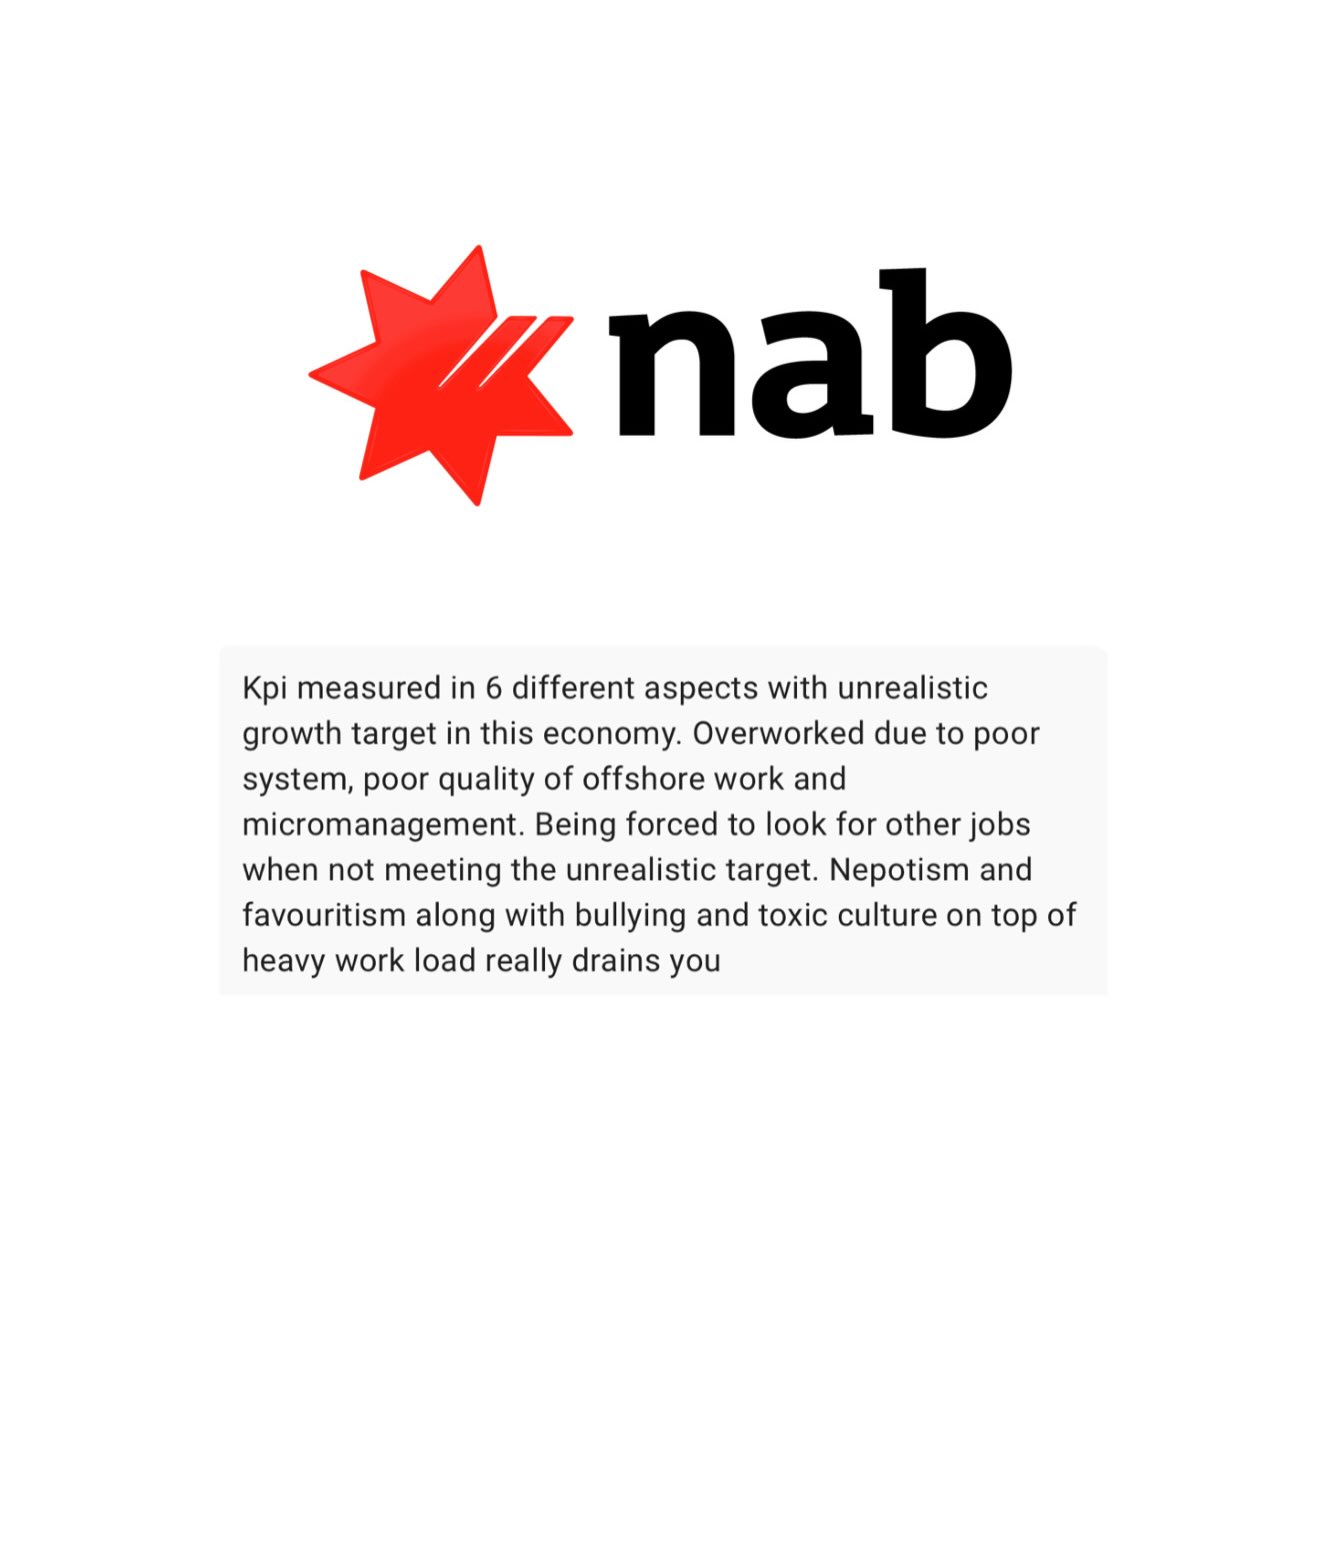 nab
Kpi measured in 6 different aspects with unrealistic
growth target in this economy. Overworked due to poor
system, poor quality of offshore work and
micromanagement. Being forced to look for other jobs
when not meeting the unrealistic target. Nepotism and
favouritism along with bullying and toxic culture on top of
heavy work load really drains you